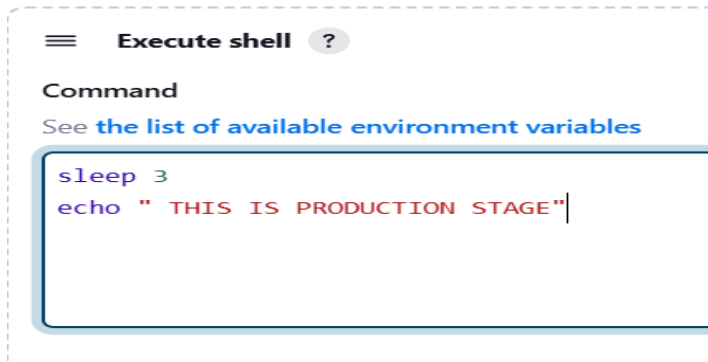 Execute shell ?
Command
See the list of available environment variables
sleep 3
echo " THIS IS PRODUCTION STAGE"